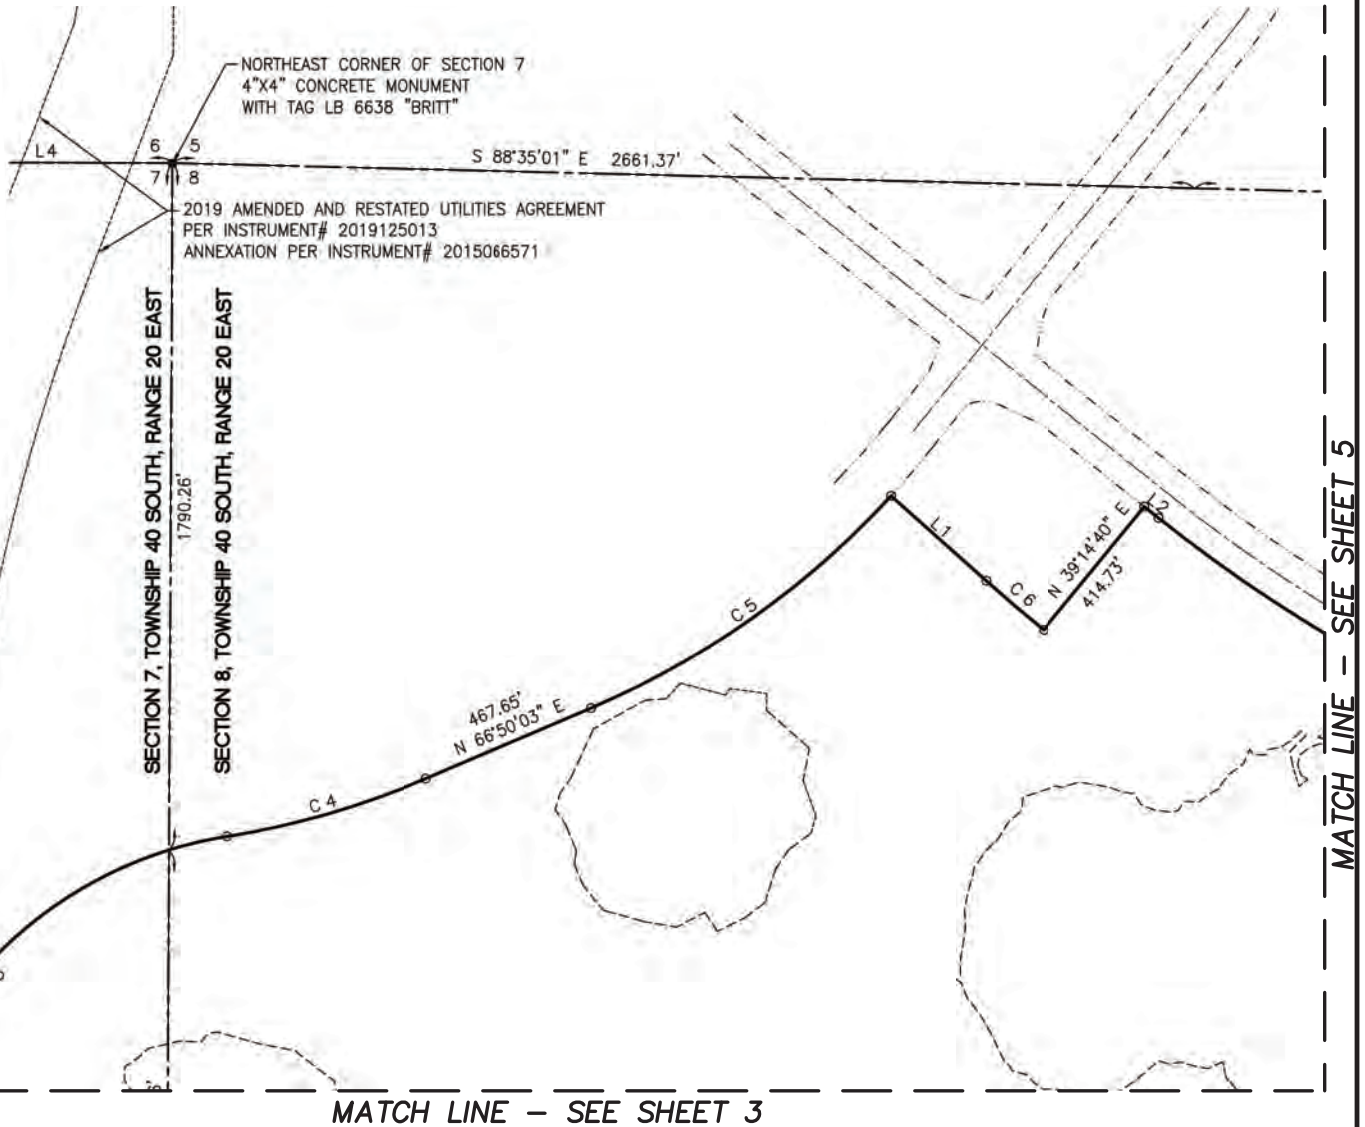 NORTHEAST CORNER OF SECTION 7
4"X4" CONCRETE MONUMENT
WITH TAG LB 6638 "BRITT"
L4
6 5
7 8
S 88°35'01" E 2661.37'
2019 AMENDED AND RESTATED UTILITIES AGREEMENT
PER INSTRUMENT# 2019125013
ANNEXATION PER INSTRUMENT# 2015066571
SECTION 7, TOWNSHIP 40 SOUTH, RANGE 20 EAST
1790.26'
SECTION 8, TOWNSHIP 40 SOUTH, RANGE 20 EAST
L1
C 6
N 39°14'40" E
414.73'
L2
C 5
467.65'
N 66°50'03" E
C 4
MATCH LINE - SEE SHEET 5
MATCH LINE - SEE SHEET 3